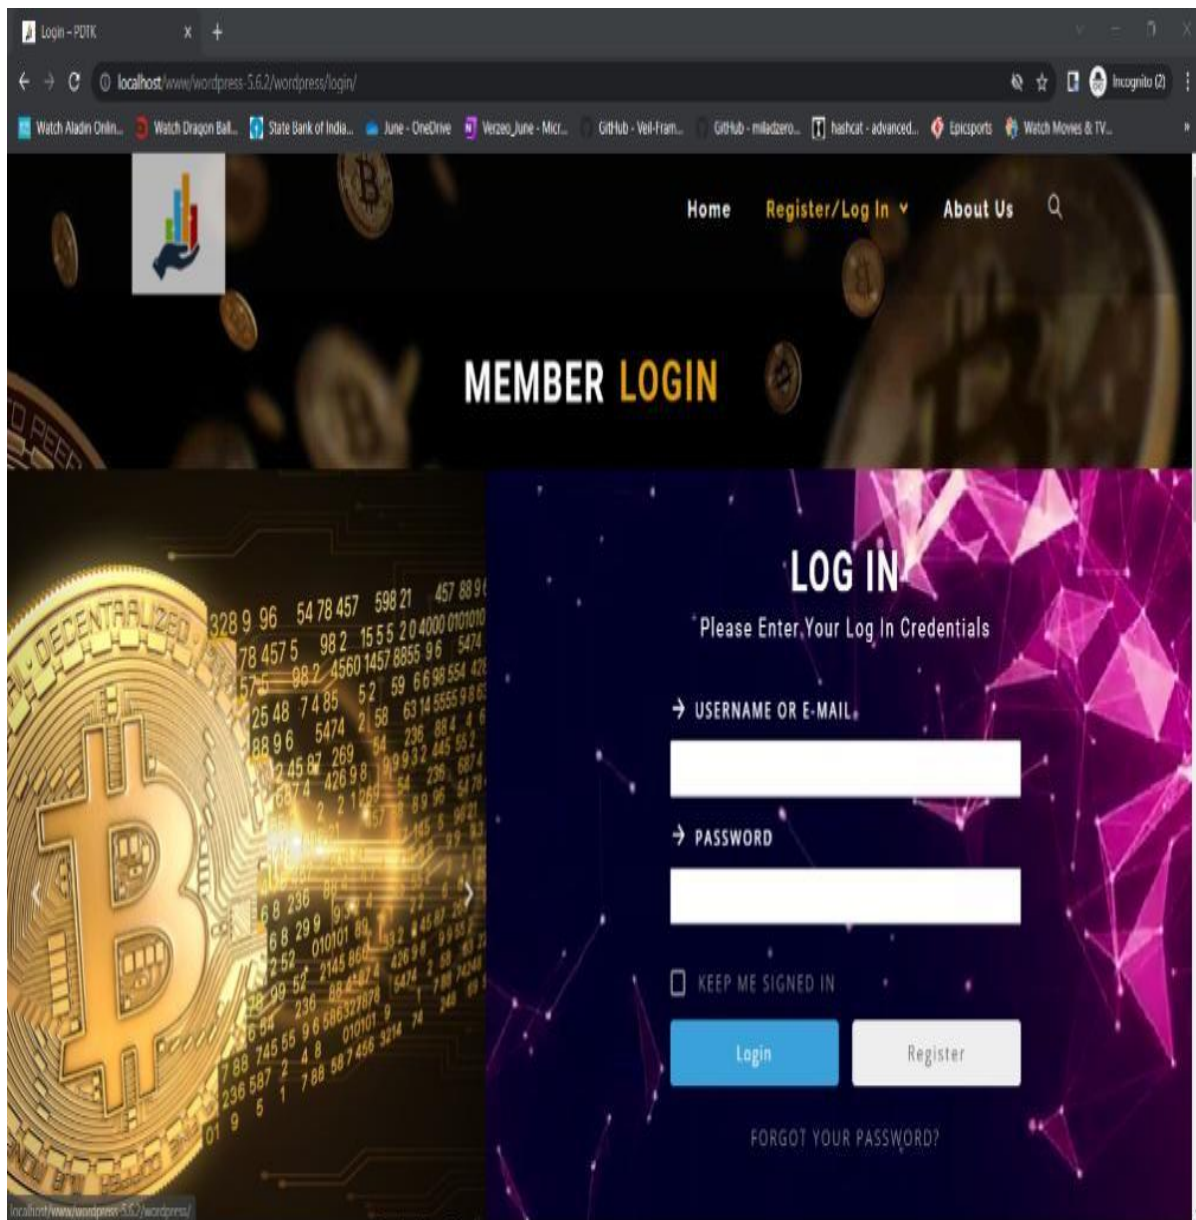 Login – PDTK
localhost/www/wordpress-5.6.2/wordpress/login/
Incognito (2)
Watch Aladin Onlin... Watch Dragon Ball... State Bank of India... June - OneDrive Verzeo_June - Micr... GitHub - Veil-Fram... GitHub - miladzero... hashcat - advanced... Epicsports Watch Movies & TV... »
Home Register/Log In About Us
MEMBER LOGIN
DECENTRALIZED
LOG IN
Please Enter Your Log In Credentials
USERNAME OR E-MAIL
PASSWORD
KEEP ME SIGNED IN
Login Register
FORGOT YOUR PASSWORD?
localhost/www/wordpress-5.6.2/wordpress/